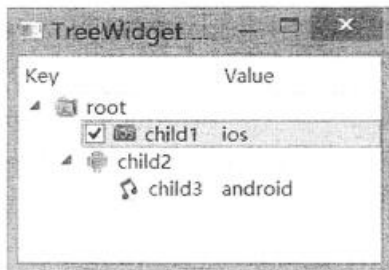 TreeWidget ...
Key Value
root
child1 ios
child2
child3 android